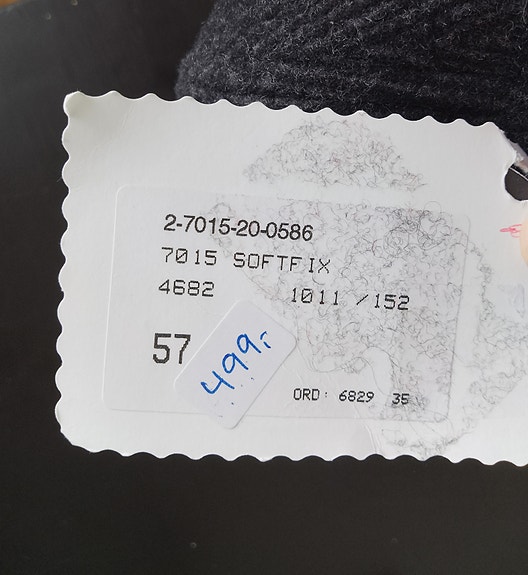 2-7015-20-0586
7015 SOFTFIX
4682 1011 /152
57
499,-
ORD: 6829 35